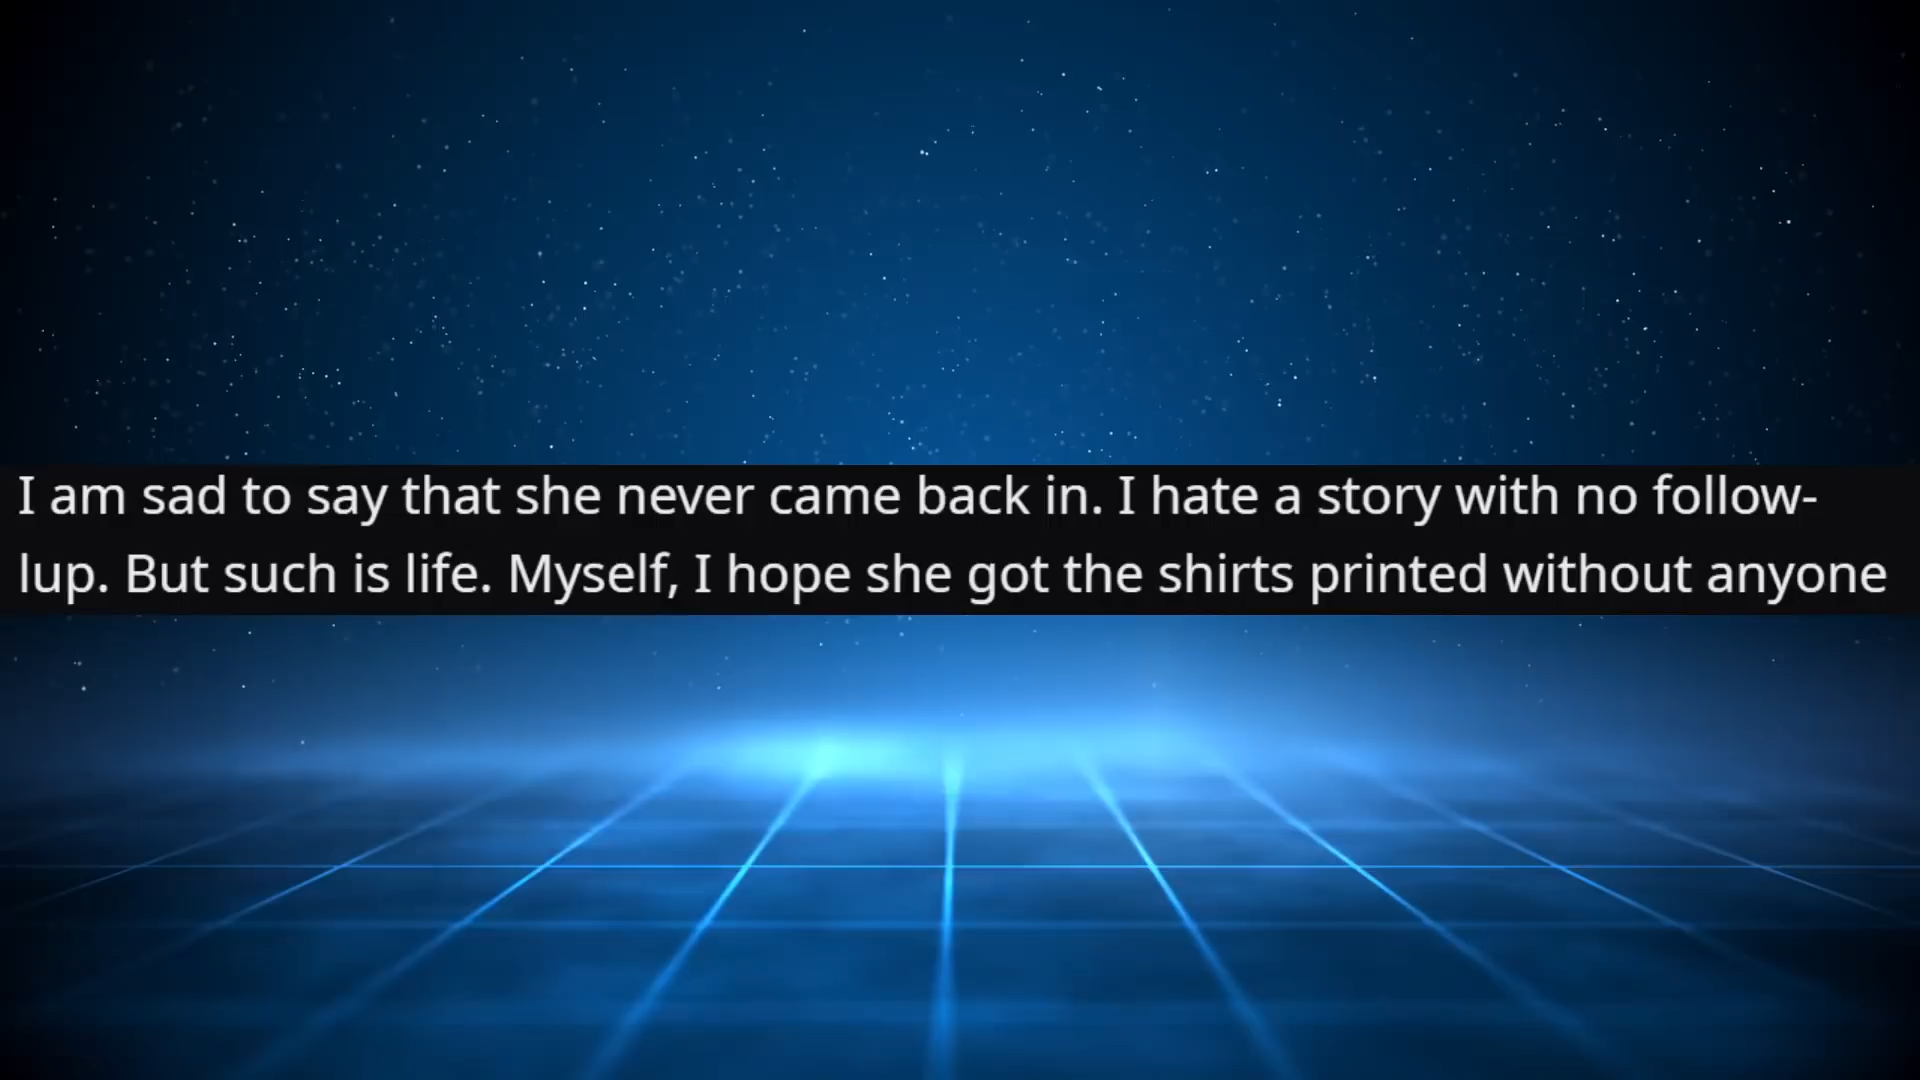 I am sad to say that she never came back in. I hate a story with no follow-
lup. But such is life. Myself, I hope she got the shirts printed without anyone